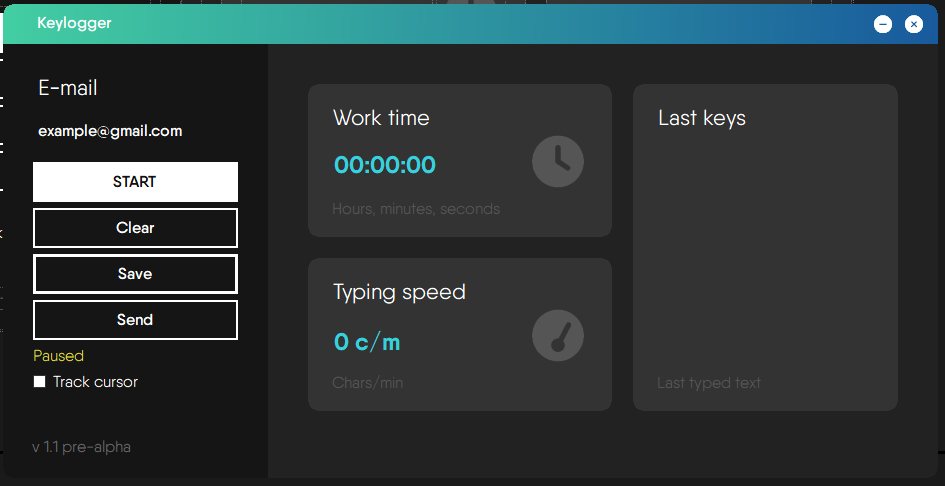 Keylogger
E-mail
example@gmail.com
START
Clear
Save
Send
Paused
Track cursor
v 1.1 pre-alpha
Work time
00:00:00
Hours, minutes, seconds
Typing speed
0 c/m
Chars/min
Last keys
Last typed text